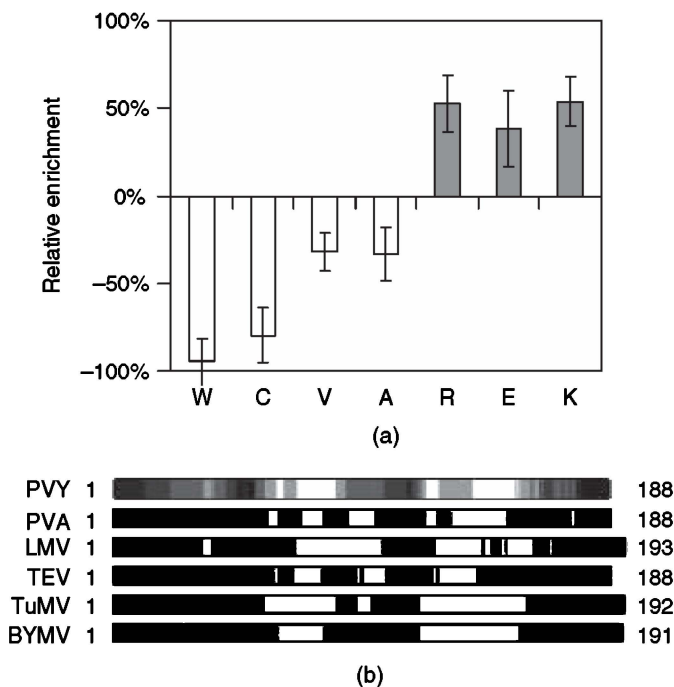 100%
50%
0%
−50%
−100%
Relative enrichment
W C V A R E K
(a)
PVY 1 188
PVA 1 188
LMV 1 193
TEV 1 188
TuMV 1 192
BYMV 1 191
(b)